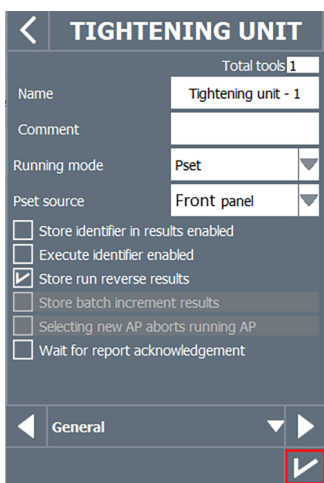 TIGHTENING UNIT
Total tools 1
Name Tightening unit - 1
Comment
Running mode Pset
Pset source Front panel
Store identifier in results enabled
Execute identifier enabled
Store run reverse results
Store batch increment results
Selecting new AP aborts running AP
Wait for report acknowledgement
General